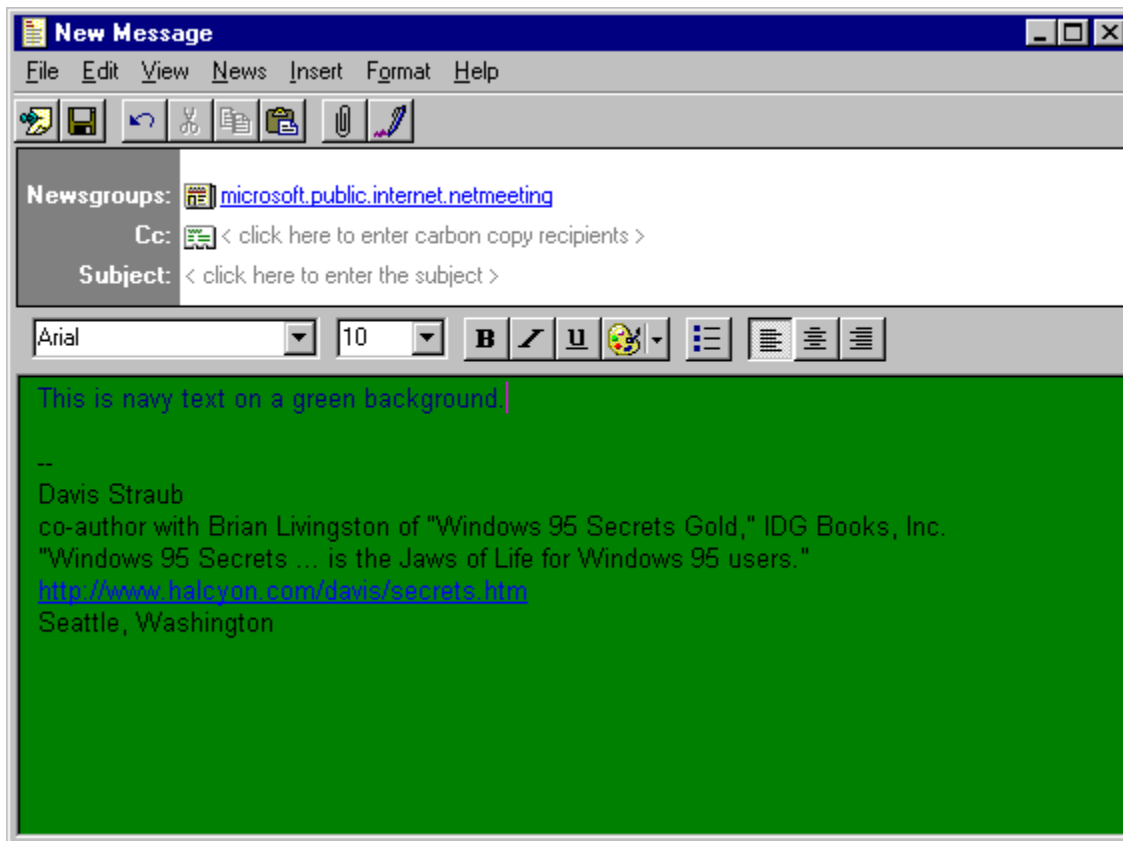 New Message
File Edit View News Insert Format Help
Newsgroups: microsoft.public.internet.netmeeting
Cc: < click here to enter carbon copy recipients >
Subject: < click here to enter the subject >
Arial 10 B I U
This is navy text on a green background.
--
Davis Straub
co-author with Brian Livingston of "Windows 95 Secrets Gold," IDG Books, Inc.
"Windows 95 Secrets ... is the Jaws of Life for Windows 95 users."
http://www.halcyon.com/davis/secrets.htm
Seattle, Washington